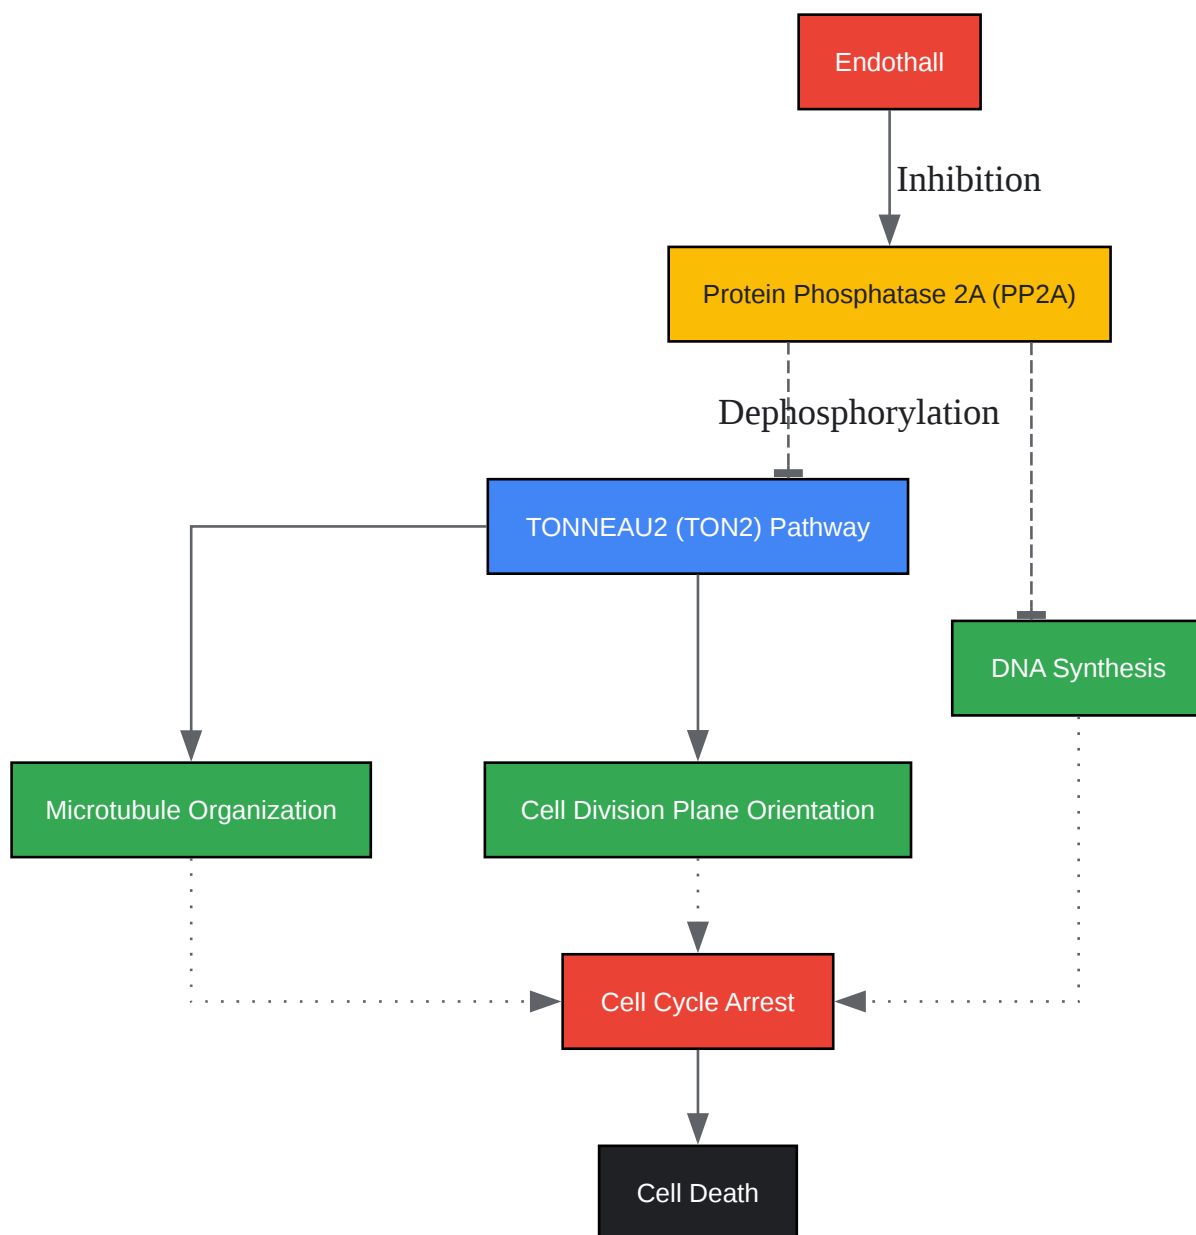 Endothall
Inhibition
Protein Phosphatase 2A (PP2A)
Dephosphorylation
TONNEAU2 (TON2) Pathway
DNA Synthesis
Microtubule Organization
Cell Division Plane Orientation
Cell Cycle Arrest
Cell Death